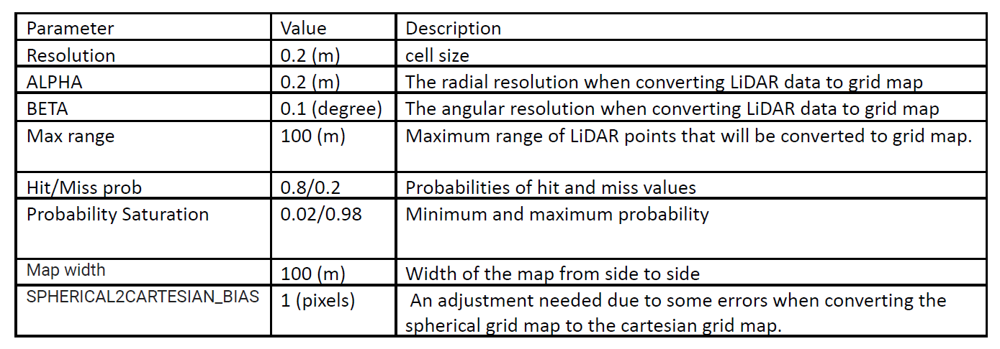 Parameter Value Description
Resolution 0.2 (m) cell size
ALPHA 0.2 (m) The radial resolution when converting LiDAR data to grid map
BETA 0.1 (degree) The angular resolution when converting LiDAR data to grid map
Max range 100 (m) Maximum range of LiDAR points that will be converted to grid map.
Hit/Miss prob 0.8/0.2 Probabilities of hit and miss values
Probability Saturation 0.02/0.98 Minimum and maximum probability
Map width 100 (m) Width of the map from side to side
SPHERICAL2CARTESIAN_BIAS 1 (pixels) An adjustment needed due to some errors when converting the
spherical grid map to the cartesian grid map.